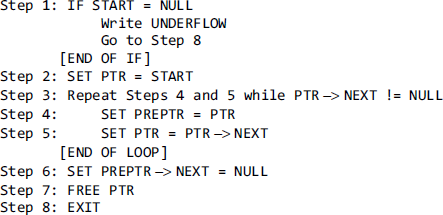 Step 1: IF START = NULL
Write UNDERFLOW
Go to Step 8
[END OF IF]
Step 2: SET PTR = START
Step 3: Repeat Steps 4 and 5 while PTR->NEXT != NULL
Step 4: SET PREPTR = PTR
Step 5: SET PTR = PTR->NEXT
[END OF LOOP]
Step 6: SET PREPTR->NEXT = NULL
Step 7: FREE PTR
Step 8: EXIT